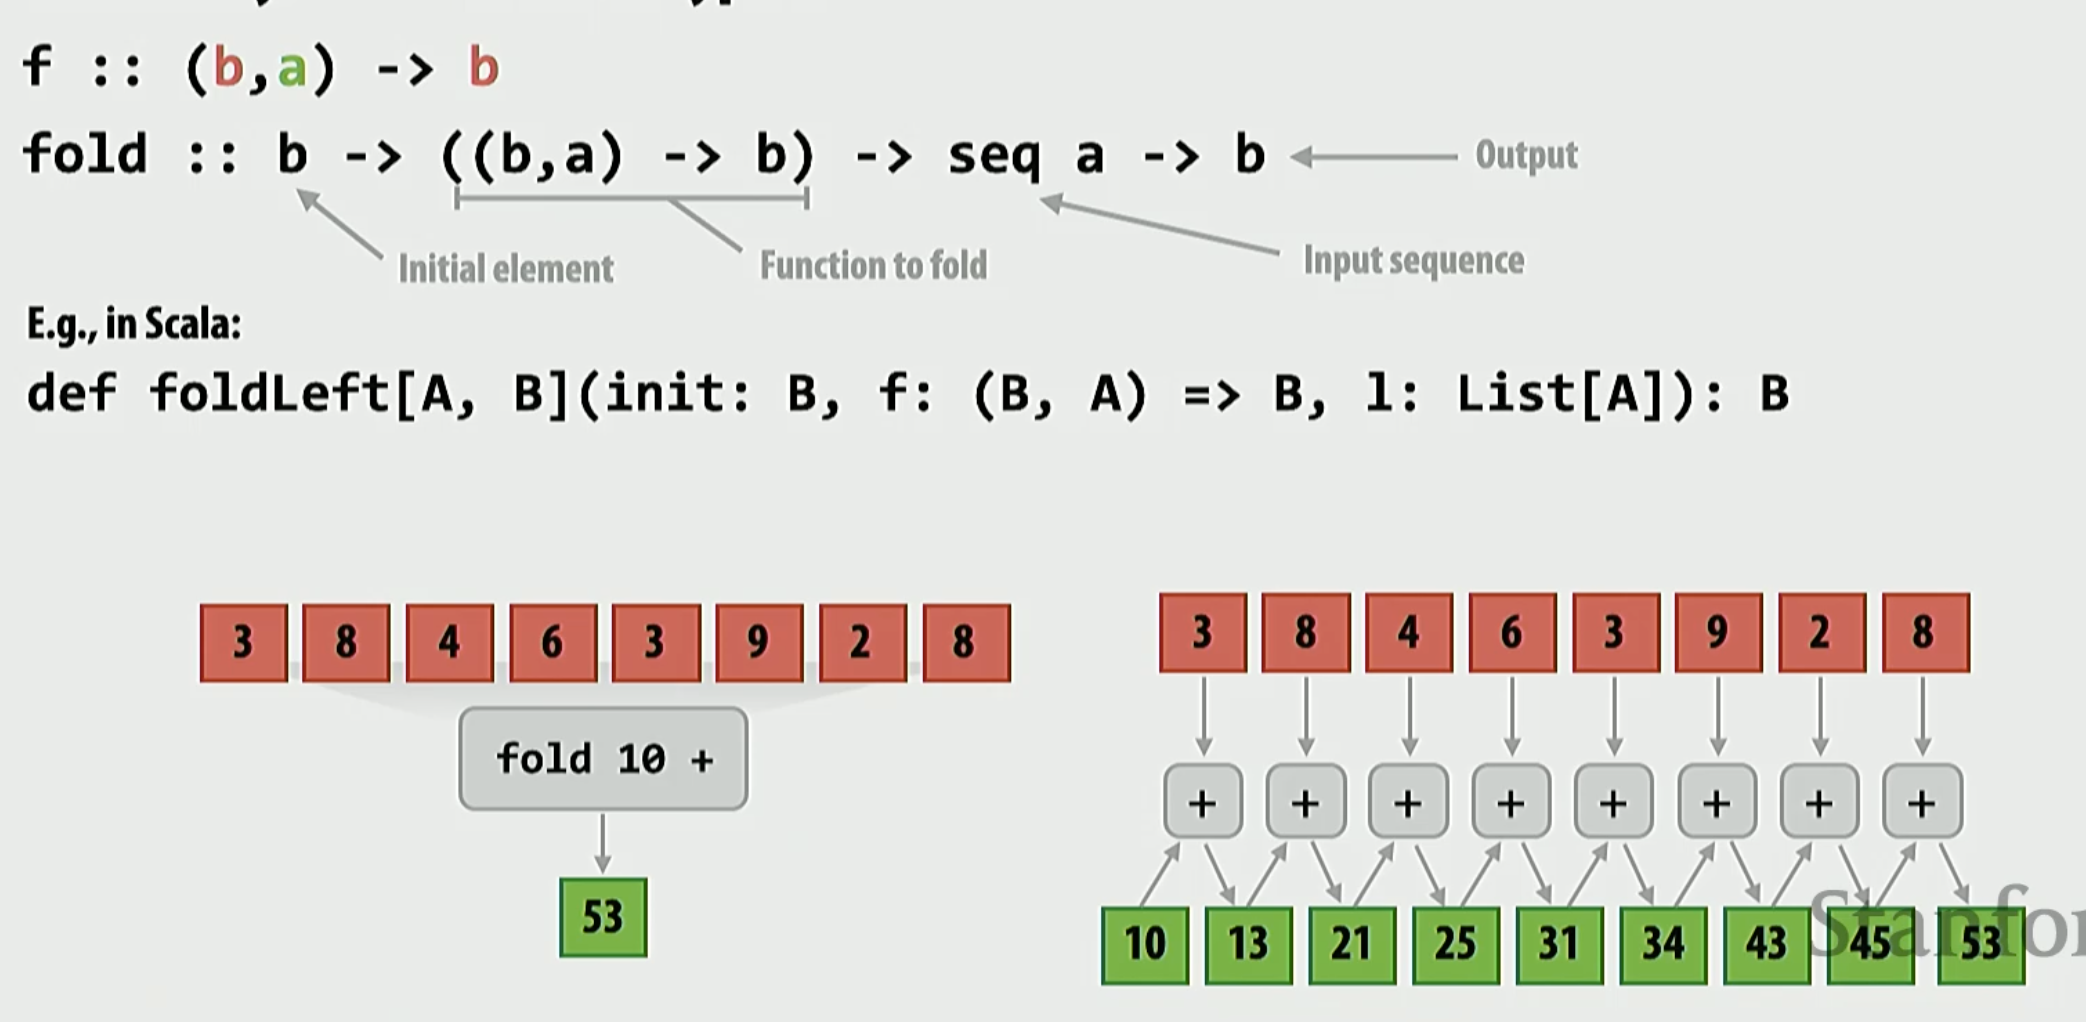 f :: (b,a) -> b
fold :: b -> ((b,a) -> b) -> seq a -> b
Output
Initial element
Function to fold
Input sequence
E.g., in Scala:
def foldLeft[A, B](init: B, f: (B, A) => B, l: List[A]): B
3 8 4 6 3 9 2 8
fold 10 +
53
3 8 4 6 3 9 2 8
+ + + + + + + +
10 13 21 25 31 34 43 45 53
Stanfo